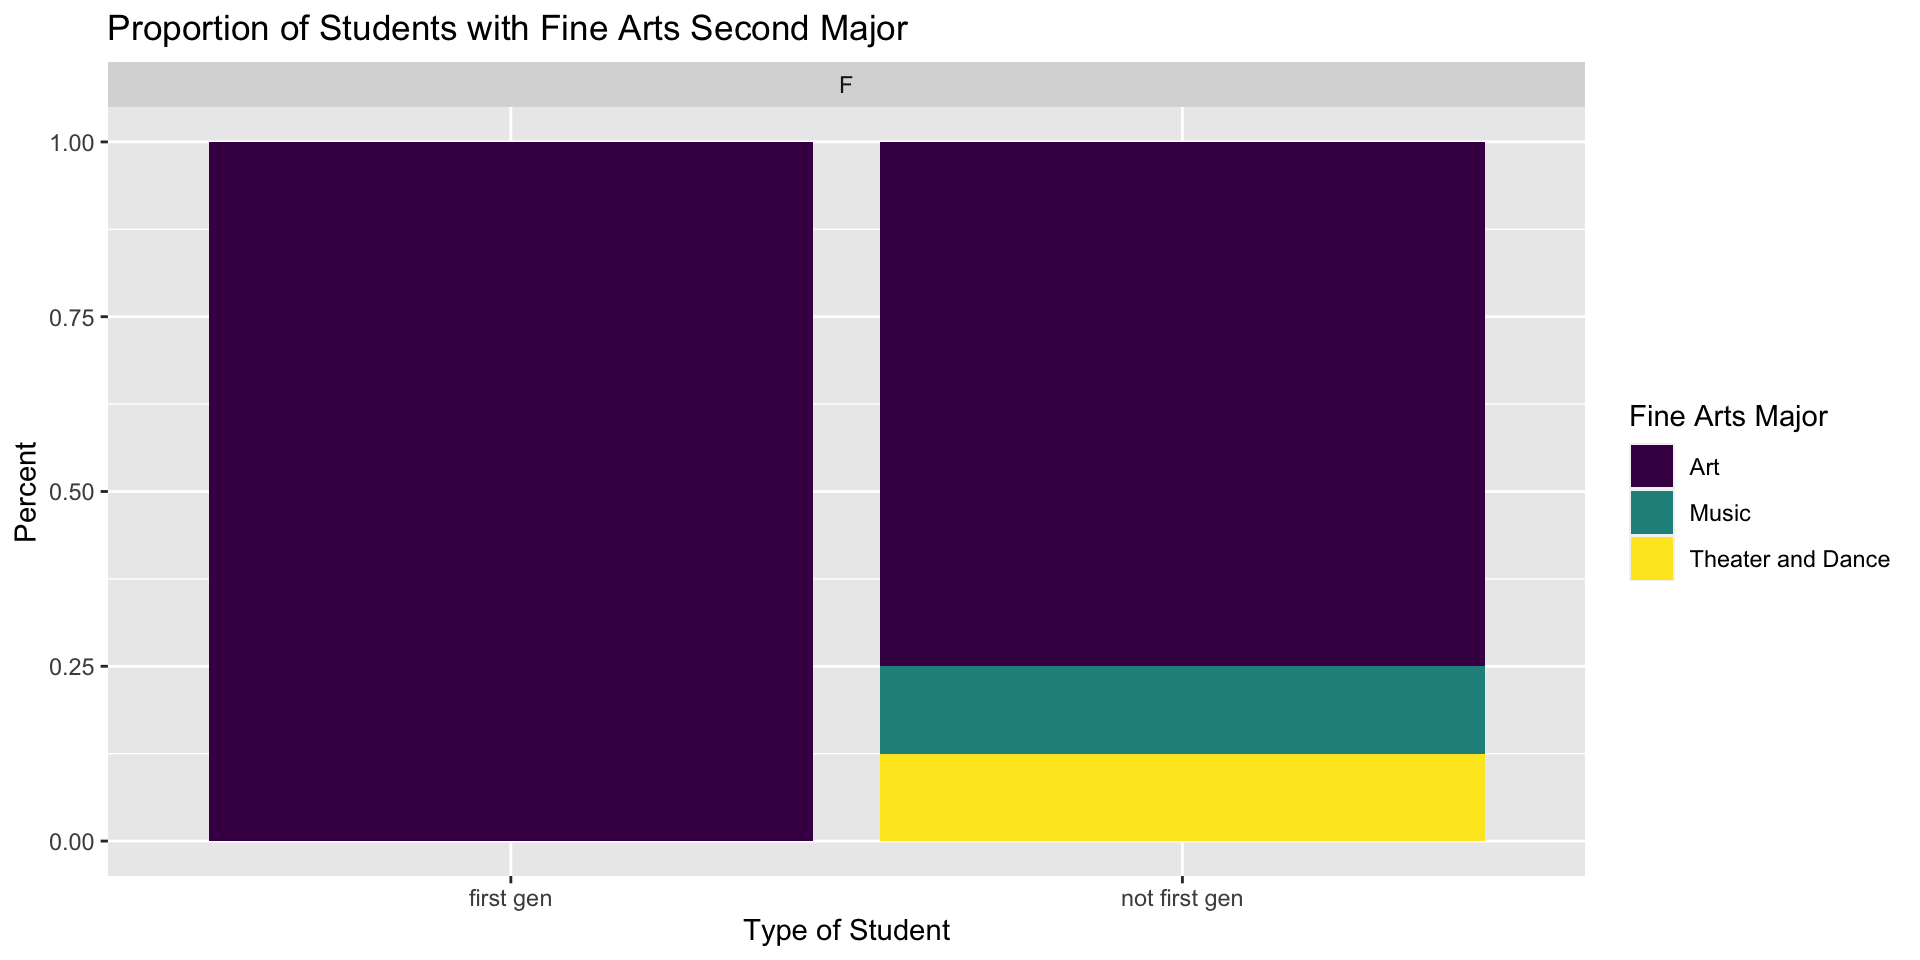 Proportion of Students with Fine Arts Second Major
F
1.00
0.75
0.50
0.25
0.00
Percent
first gen
not first gen
Type of Student
Fine Arts Major
Art
Music
Theater and Dance